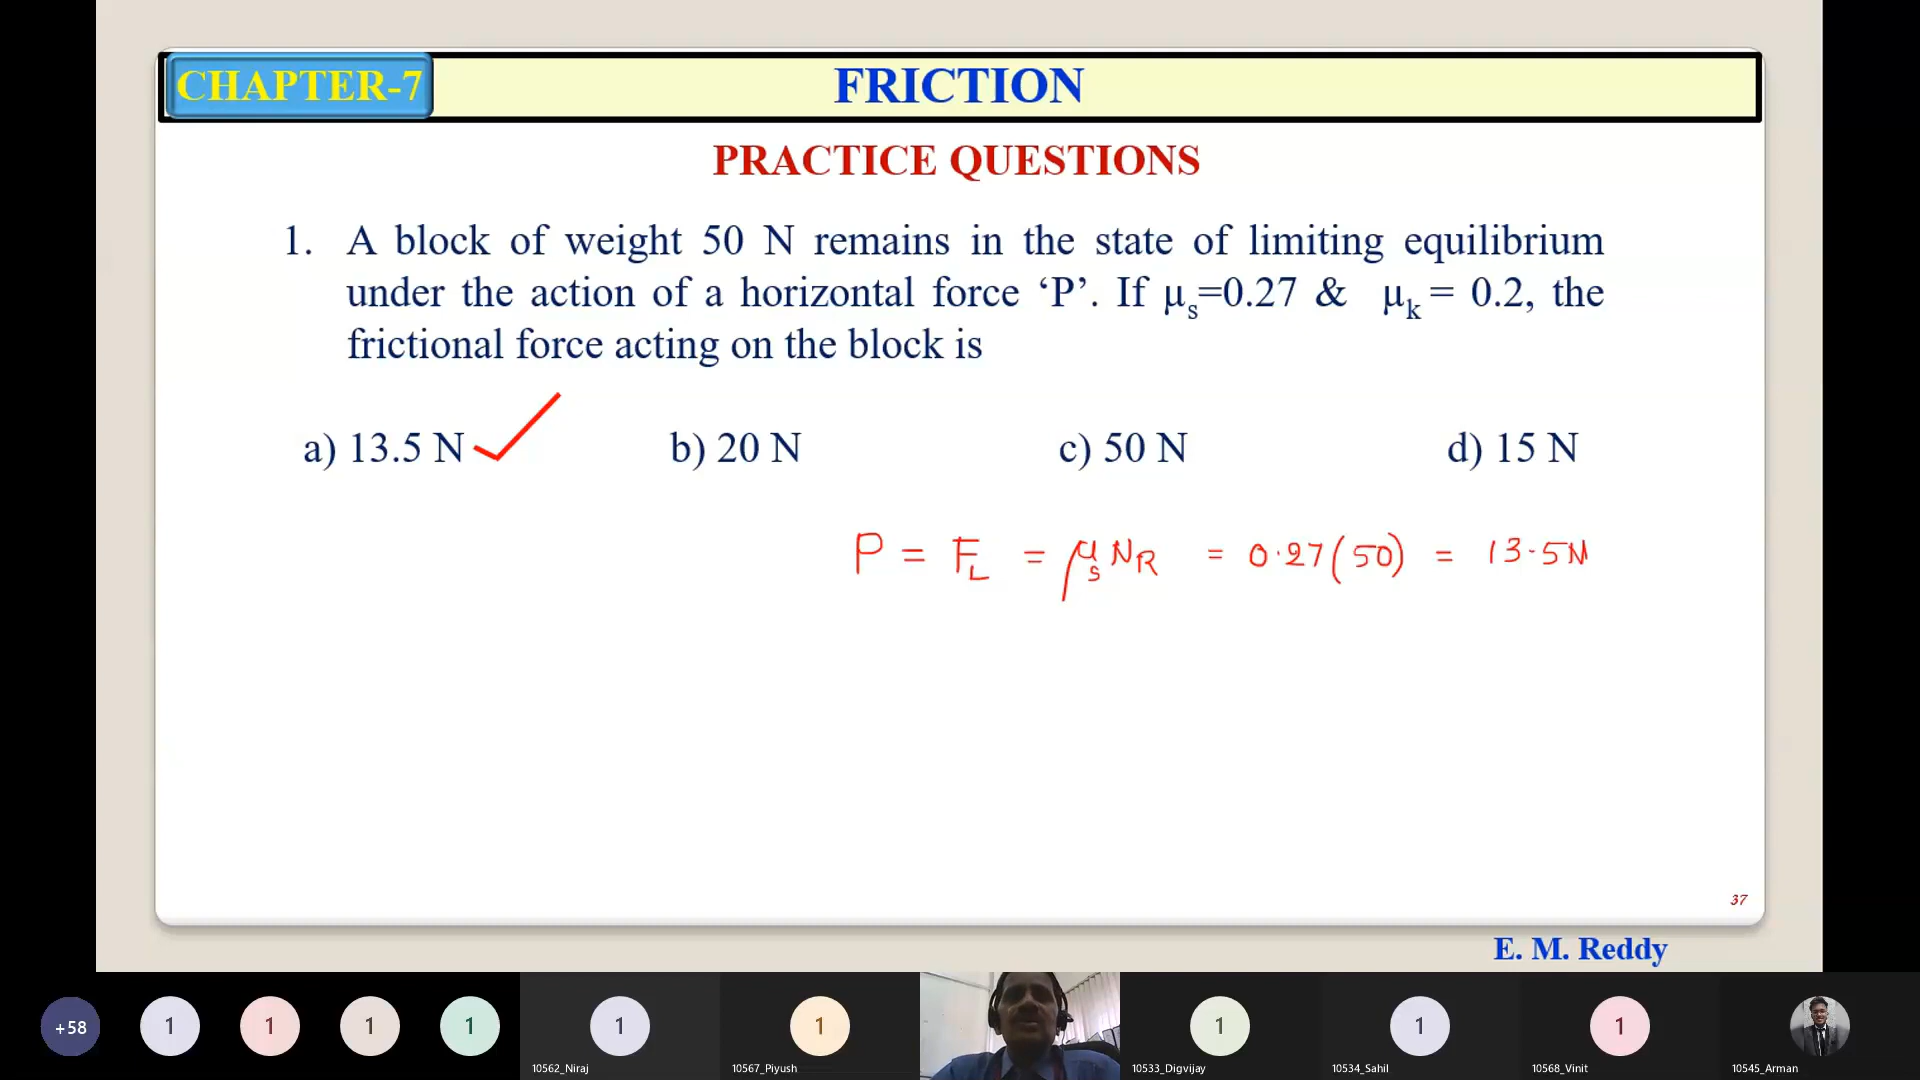 CHAPTER-7
FRICTION
PRACTICE QUESTIONS
1. A block of weight 50 N remains in the state of limiting equilibrium
under the action of a horizontal force ‘P’. If μs=0.27 & μk = 0.2, the
frictional force acting on the block is
a) 13.5 N b) 20 N c) 50 N d) 15 N
P = FL = μs NR = 0.27(50) = 13.5N
37
E. M. Reddy
+58 1 1 1 1 1 1 1 1 1
10562_Niraj 10567_Piyush 10533_Digvijay 10534_Sahil 10568_Vinit 10545_Arman